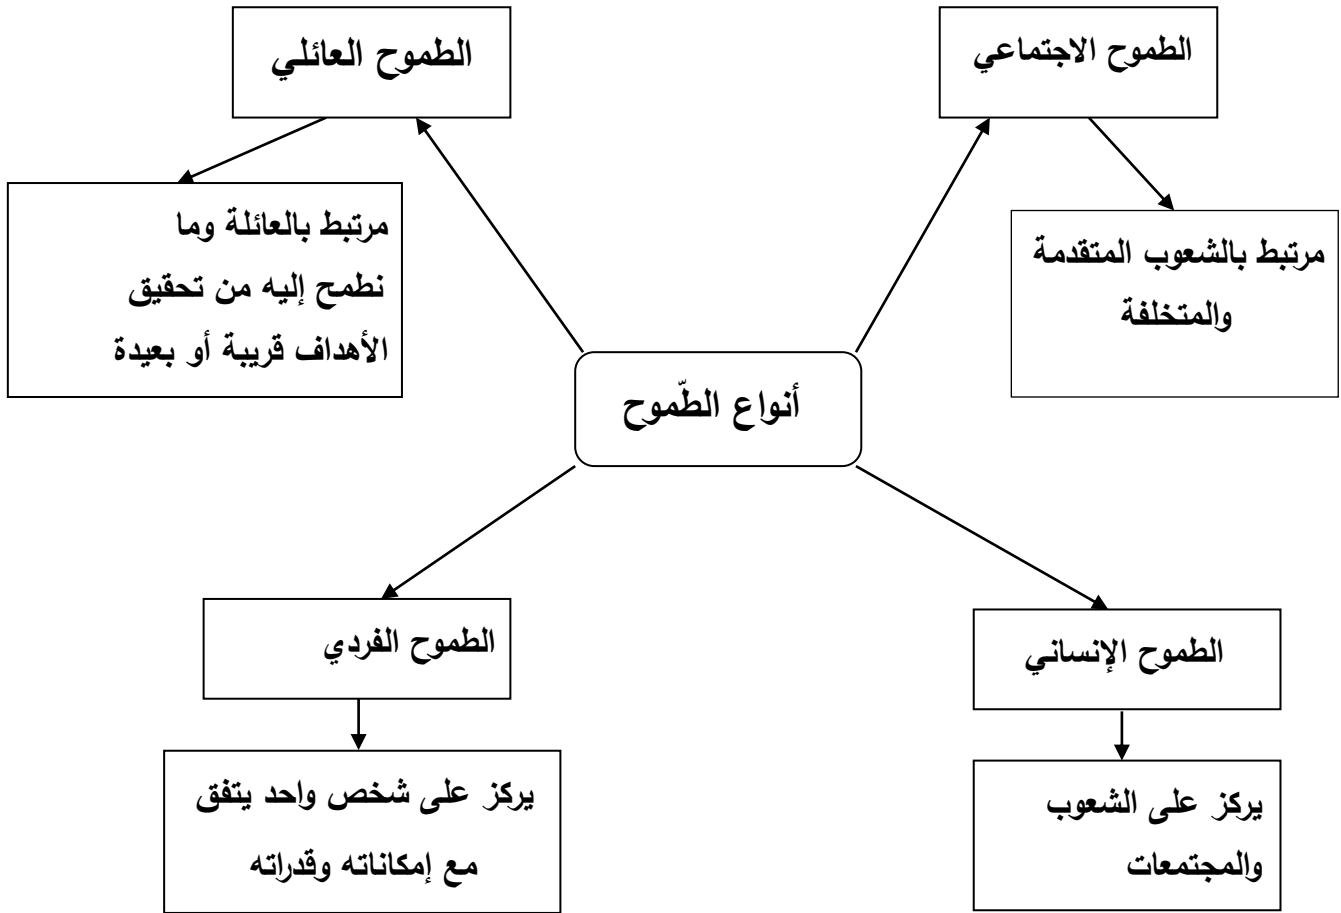 الطموح الاجتماعي
مرتبط بالشعوب المتقدمة
والمتخلفة
الطموح العائلي
مرتبط بالعائلة وما
نطمح إليه من تحقيق
الأهداف قريبة أو بعيدة
أنواع الطّموح
الطموح الإنساني
يركز على الشعوب
والمجتمعات
الطموح الفردي
يركز على شخص واحد يتفق
مع إمكاناته وقدراته